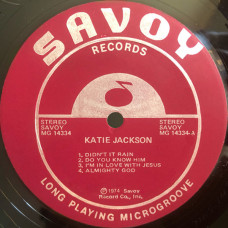 SAVOY
RECORDS
STEREO
SAVOY
MG 14334
STEREO
SAVOY
MG 14334-A
KATIE JACKSON
1. DIDN'T IT RAIN
2. DO YOU KNOW HIM
3. I'M IN LOVE WITH JESUS
4. ALMIGHTY GOD
℗ 1974 Savoy
Record Co., Inc.
LONG PLAYING MICROGROOVE